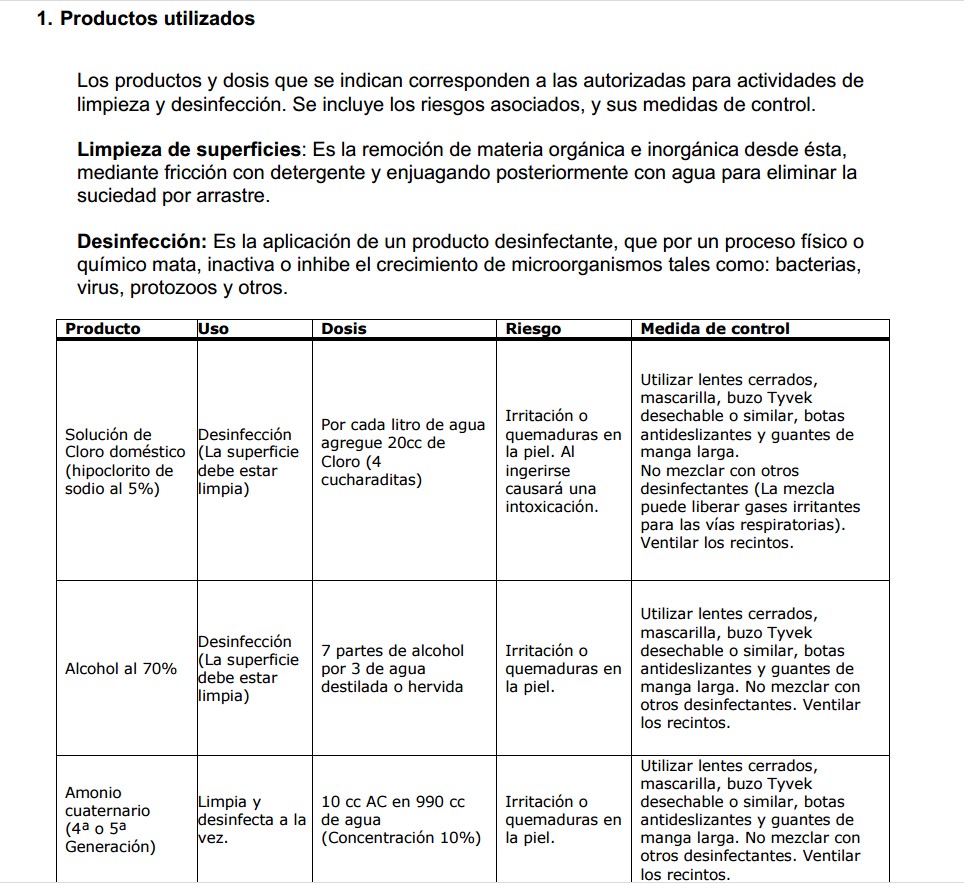 1. Productos utilizados
Los productos y dosis que se indican corresponden a las autorizadas para actividades de
limpieza y desinfección. Se incluye los riesgos asociados, y sus medidas de control.
Limpieza de superficies: Es la remoción de materia orgánica e inorgánica desde ésta,
mediante fricción con detergente y enjuagando posteriormente con agua para eliminar la
suciedad por arrastre.
Desinfección: Es la aplicación de un producto desinfectante, que por un proceso físico o
químico mata, inactiva o inhibe el crecimiento de microorganismos tales como: bacterias,
virus, protozoos y otros.
Producto Uso Dosis Riesgo Medida de control
Solución de
Cloro doméstico
(hipoclorito de
sodio al 5%)
Desinfección
(La superficie
debe estar
limpia)
Por cada litro de agua
agregue 20cc de
Cloro (4
cucharaditas)
Irritación o
quemaduras en
la piel. Al
ingerirse
causará una
intoxicación.
Utilizar lentes cerrados,
mascarilla, buzo Tyvek
desechable o similar, botas
antideslizantes y guantes de
manga larga.
No mezclar con otros
desinfectantes (La mezcla
puede liberar gases irritantes
para las vías respiratorias).
Ventilar los recintos.
Alcohol al 70%
Desinfección
(La superficie
debe estar
limpia)
7 partes de alcohol
por 3 de agua
destilada o hervida
Irritación o
quemaduras en
la piel.
Utilizar lentes cerrados,
mascarilla, buzo Tyvek
desechable o similar, botas
antideslizantes y guantes de
manga larga. No mezclar con
otros desinfectantes. Ventilar
los recintos.
Amonio
cuaternario
(4ª o 5ª
Generación)
Limpia y
desinfecta a la
vez.
10 cc AC en 990 cc
de agua
(Concentración 10%)
Irritación o
quemaduras en
la piel.
Utilizar lentes cerrados,
mascarilla, buzo Tyvek
desechable o similar, botas
antideslizantes y guantes de
manga larga. No mezclar con
otros desinfectantes. Ventilar
los recintos.